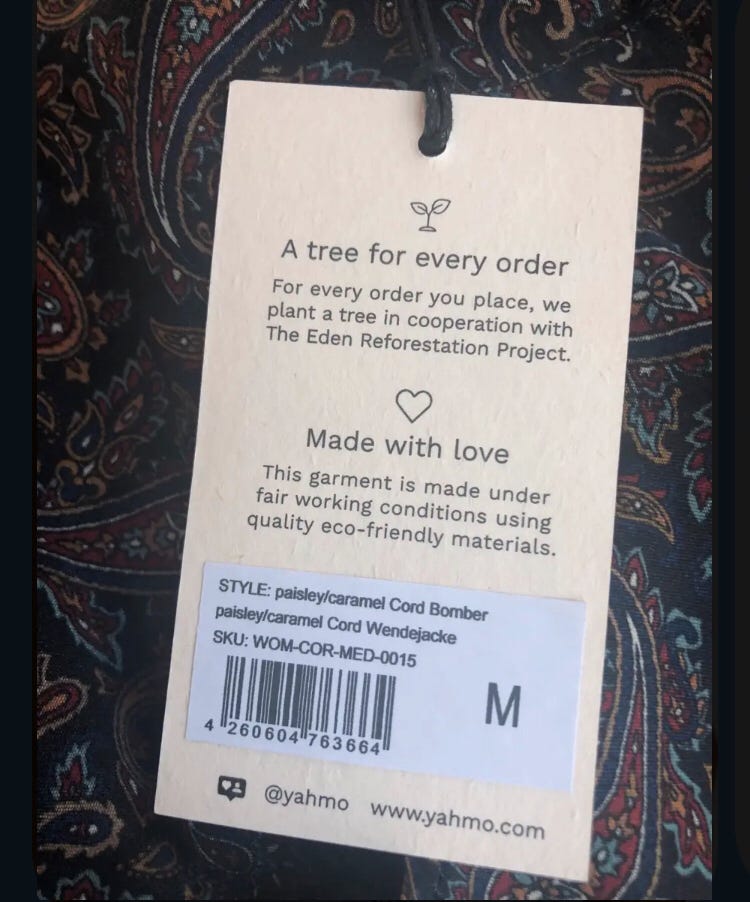 A tree for every order
For every order you place, we
plant a tree in cooperation with
The Eden Reforestation Project.
Made with love
This garment is made under
fair working conditions using
quality eco-friendly materials.
STYLE: paisley/caramel Cord Bomber
paisley/caramel Cord Wendejacke
SKU: WOM-COR-MED-0015
M
4 260604 763664
@yahmo www.yahmo.com